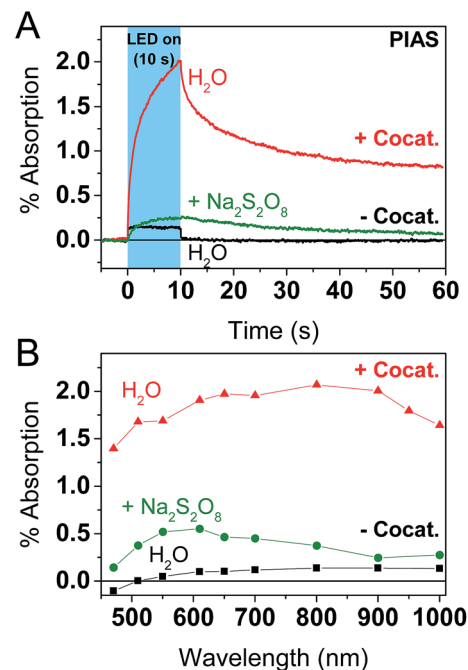 A
LED on
(10 s)
PIAS
H₂O
+ Cocat.
+ Na₂S₂O₈
- Cocat.
H₂O
2.0
1.5
1.0
0.5
0.0
% Absorption
0 10 20 30 40 50 60
Time (s)
B
+ Cocat.
H₂O
+ Na₂S₂O₈
- Cocat.
H₂O
2.0
1.5
1.0
0.5
0.0
% Absorption
500 600 700 800 900 1000
Wavelength (nm)